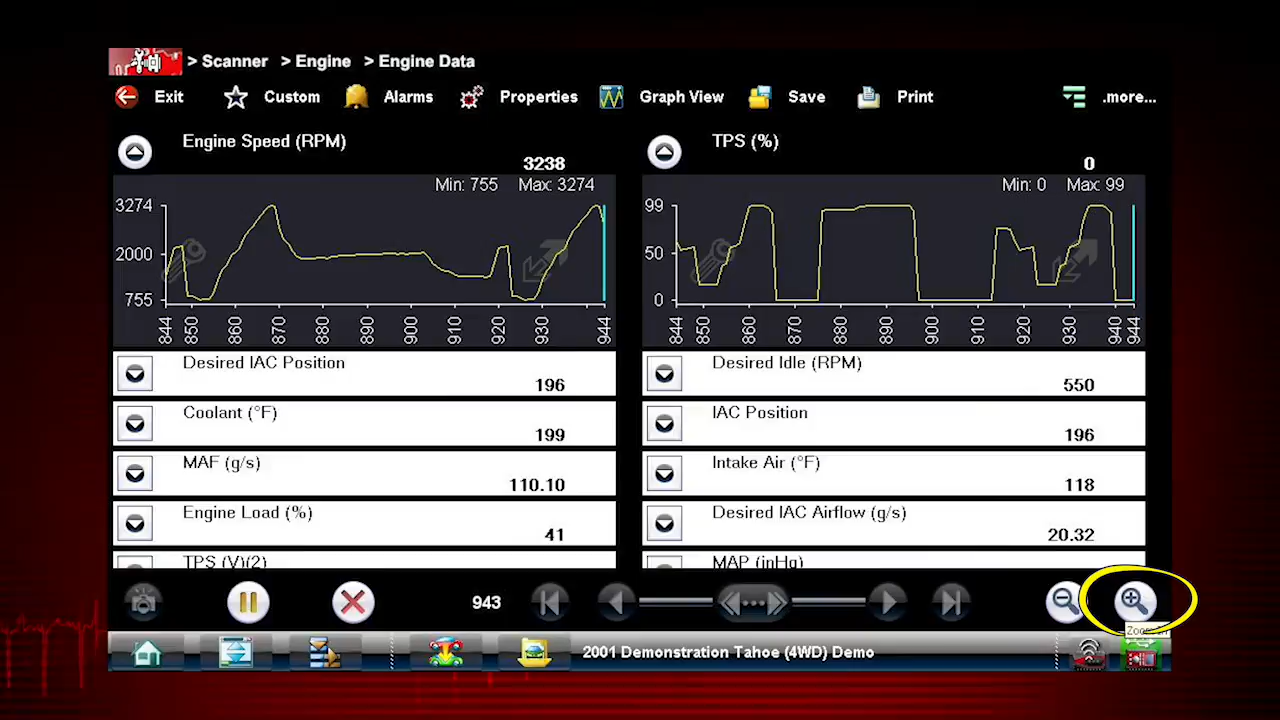 > Scanner > Engine > Engine Data
Exit Custom Alarms Properties Graph View Save Print .more...
Engine Speed (RPM)
3238
Min: 755 Max: 3274
3274
2000
755
844 850 860 870 880 890 900 910 920 930 944
TPS (%)
0
Min: 0 Max: 99
99
50
0
844 850 860 870 880 890 900 910 920 930 940 944
Desired IAC Position
196
Desired Idle (RPM)
550
Coolant (°F)
199
IAC Position
196
MAF (g/s)
110.10
Intake Air (°F)
118
Engine Load (%)
41
Desired IAC Airflow (g/s)
20.32
TPS (V)(2)
MAP (inHg)
943
Zoom In
2001 Demonstration Tahoe (4WD) Demo